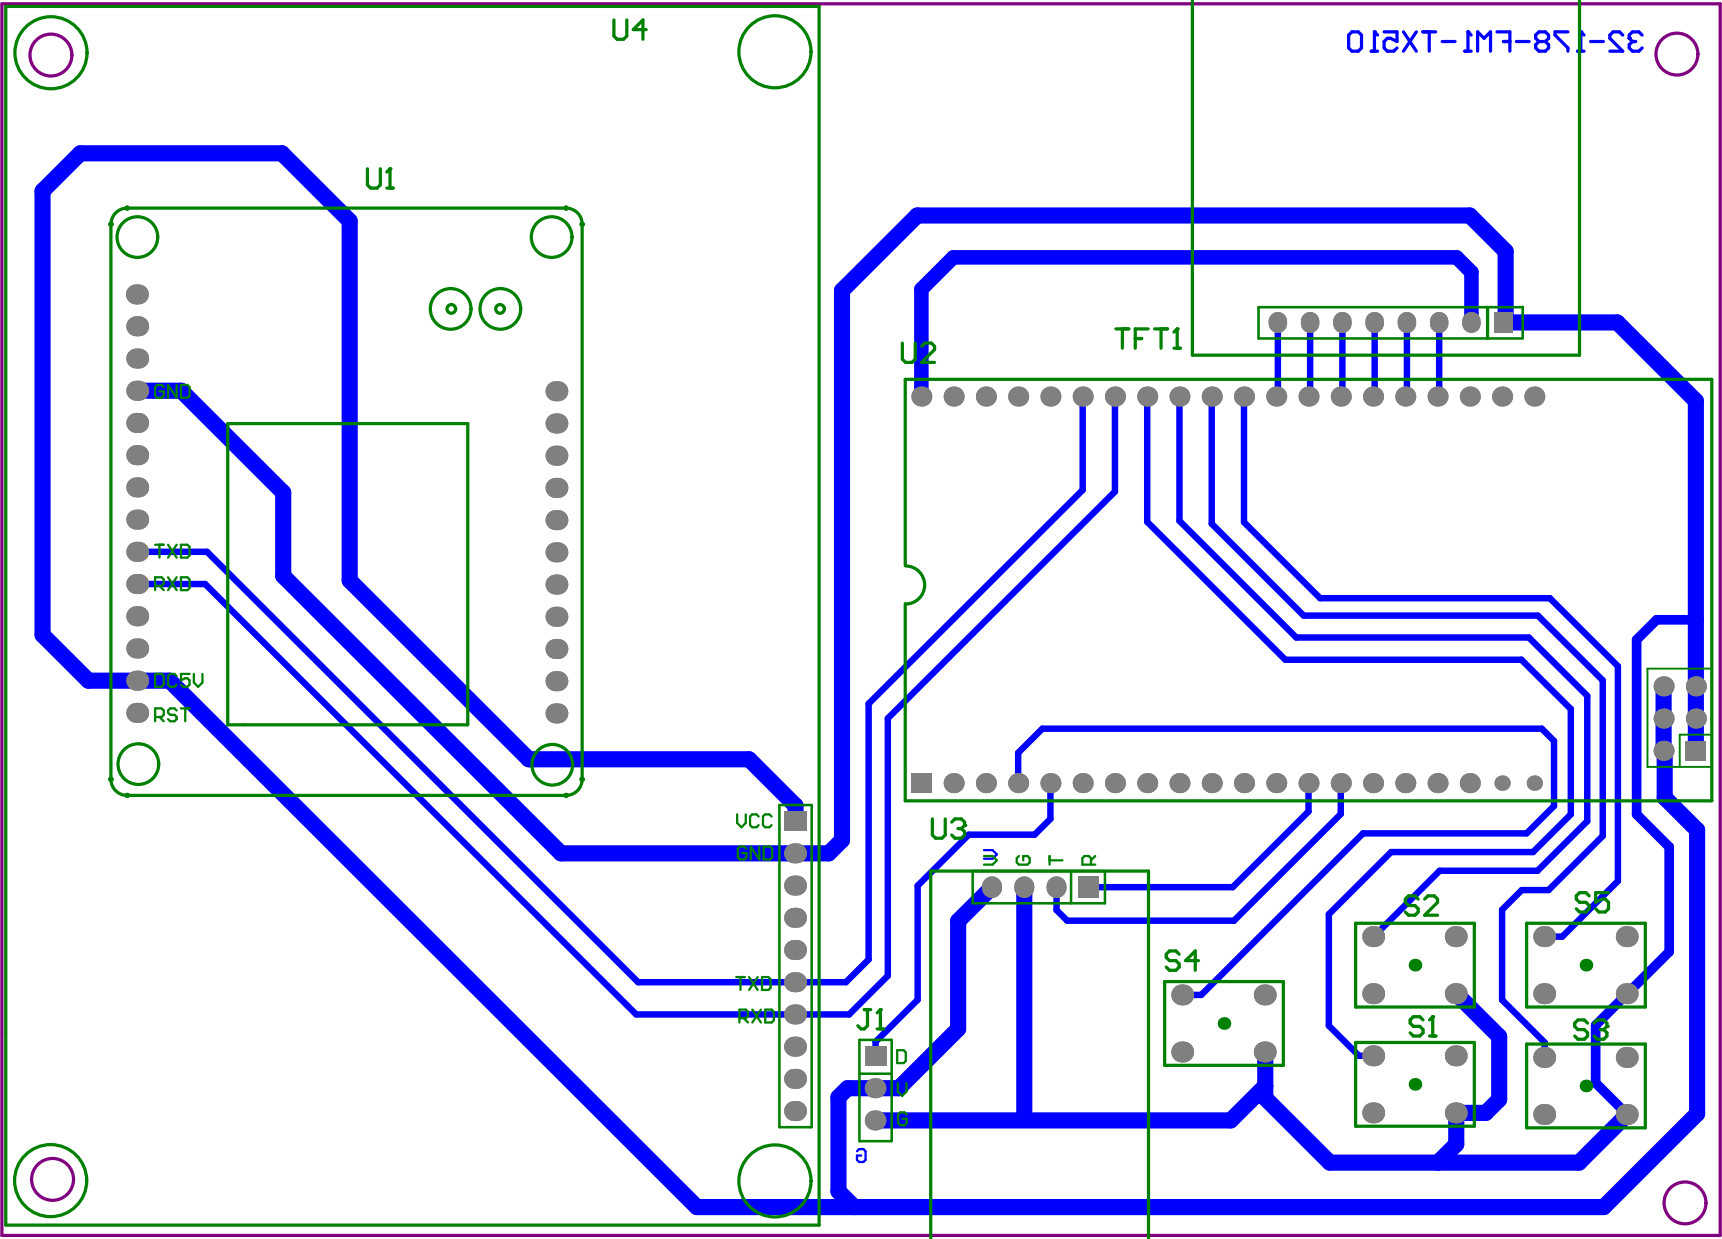 U4
32-178-FM1-TX510
U1
TFT1
U2
GND
TXD
RXD
DC5V
RST
VCC
GND
TXD
RXD
U3
V
G
T
R
J1
D
V
G
G
S4
S2
S5
S1
S3